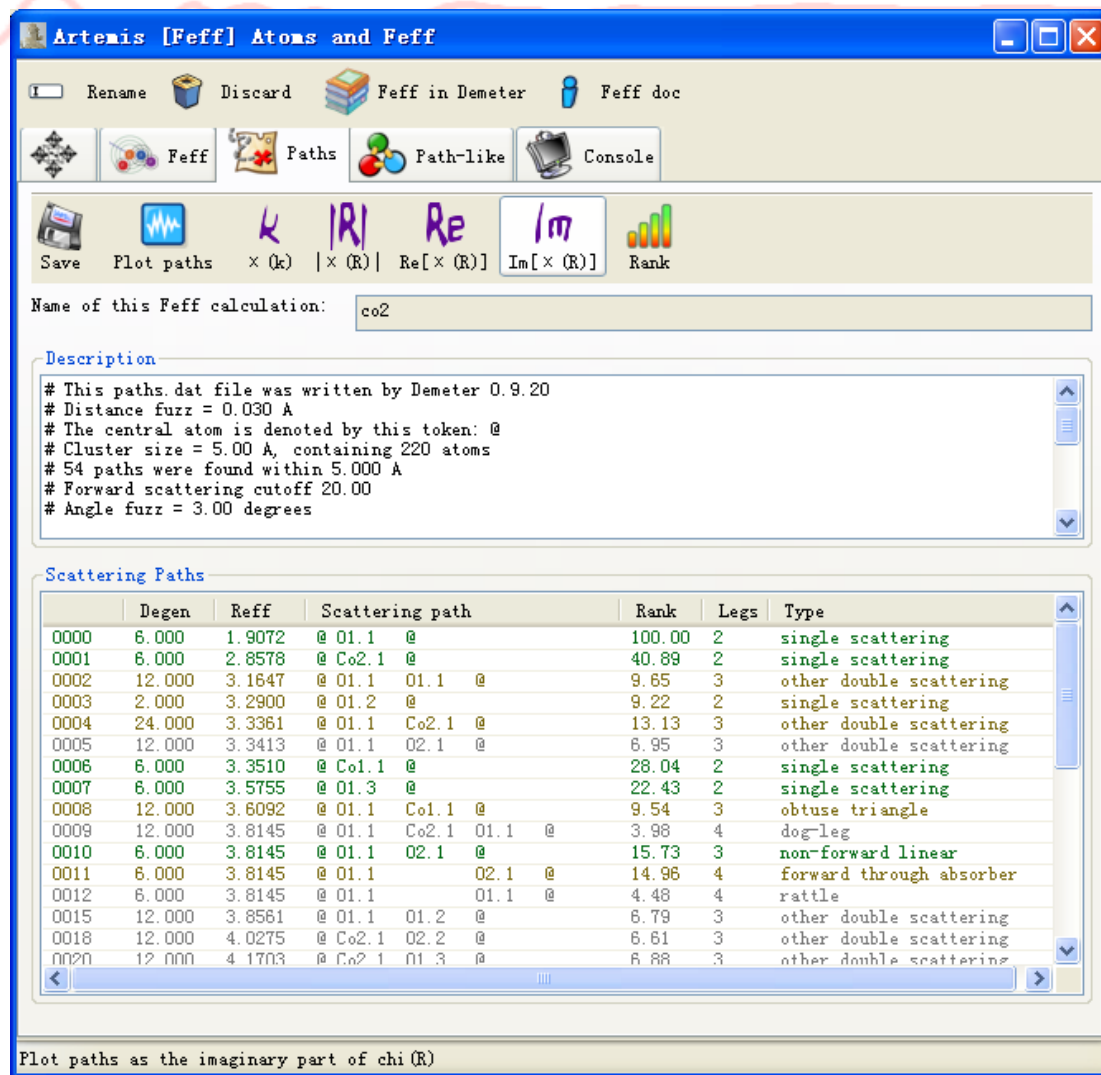 Artemis [Feff] Atoms and Feff
Rename Discard Feff in Demeter Feff doc
Feff Paths Path-like Console
k |R| Re Im
Save Plot paths χ(k) |χ(R)| Re[χ(R)] Im[χ(R)] Rank
Name of this Feff calculation: co2
Description
# This paths.dat file was written by Demeter 0.9.20
# Distance fuzz = 0.030 A
# The central atom is denoted by this token: @
# Cluster size = 5.00 A, containing 220 atoms
# 54 paths were found within 5.000 A
# Forward scattering cutoff 20.00
# Angle fuzz = 3.00 degrees
Scattering Paths
Degen Reff Scattering path Rank Legs Type
0000 6.000 1.9072 @ O1.1 @ 100.00 2 single scattering
0001 6.000 2.8578 @ Co2.1 @ 40.89 2 single scattering
0002 12.000 3.1647 @ O1.1 O1.1 @ 9.65 3 other double scattering
0003 2.000 3.2900 @ O1.2 @ 9.22 2 single scattering
0004 24.000 3.3361 @ O1.1 Co2.1 @ 13.13 3 other double scattering
0005 12.000 3.3413 @ O1.1 O2.1 @ 6.95 3 other double scattering
0006 6.000 3.3510 @ Co1.1 @ 28.04 2 single scattering
0007 6.000 3.5755 @ O1.3 @ 22.43 2 single scattering
0008 12.000 3.6092 @ O1.1 Co1.1 @ 9.54 3 obtuse triangle
0009 12.000 3.8145 @ O1.1 Co2.1 O1.1 @ 3.98 4 dog-leg
0010 6.000 3.8145 @ O1.1 O2.1 @ 15.73 3 non-forward linear
0011 6.000 3.8145 @ O1.1 O2.1 @ 14.96 4 forward through absorber
0012 6.000 3.8145 @ O1.1 O1.1 @ 4.48 4 rattle
0015 12.000 3.8561 @ O1.1 O1.2 @ 6.79 3 other double scattering
0018 12.000 4.0275 @ Co2.1 O2.2 @ 6.61 3 other double scattering
0020 12.000 4.1703 @ Co2.1 O1.3 @ 6.88 3 other double scattering
Plot paths as the imaginary part of chi(R)